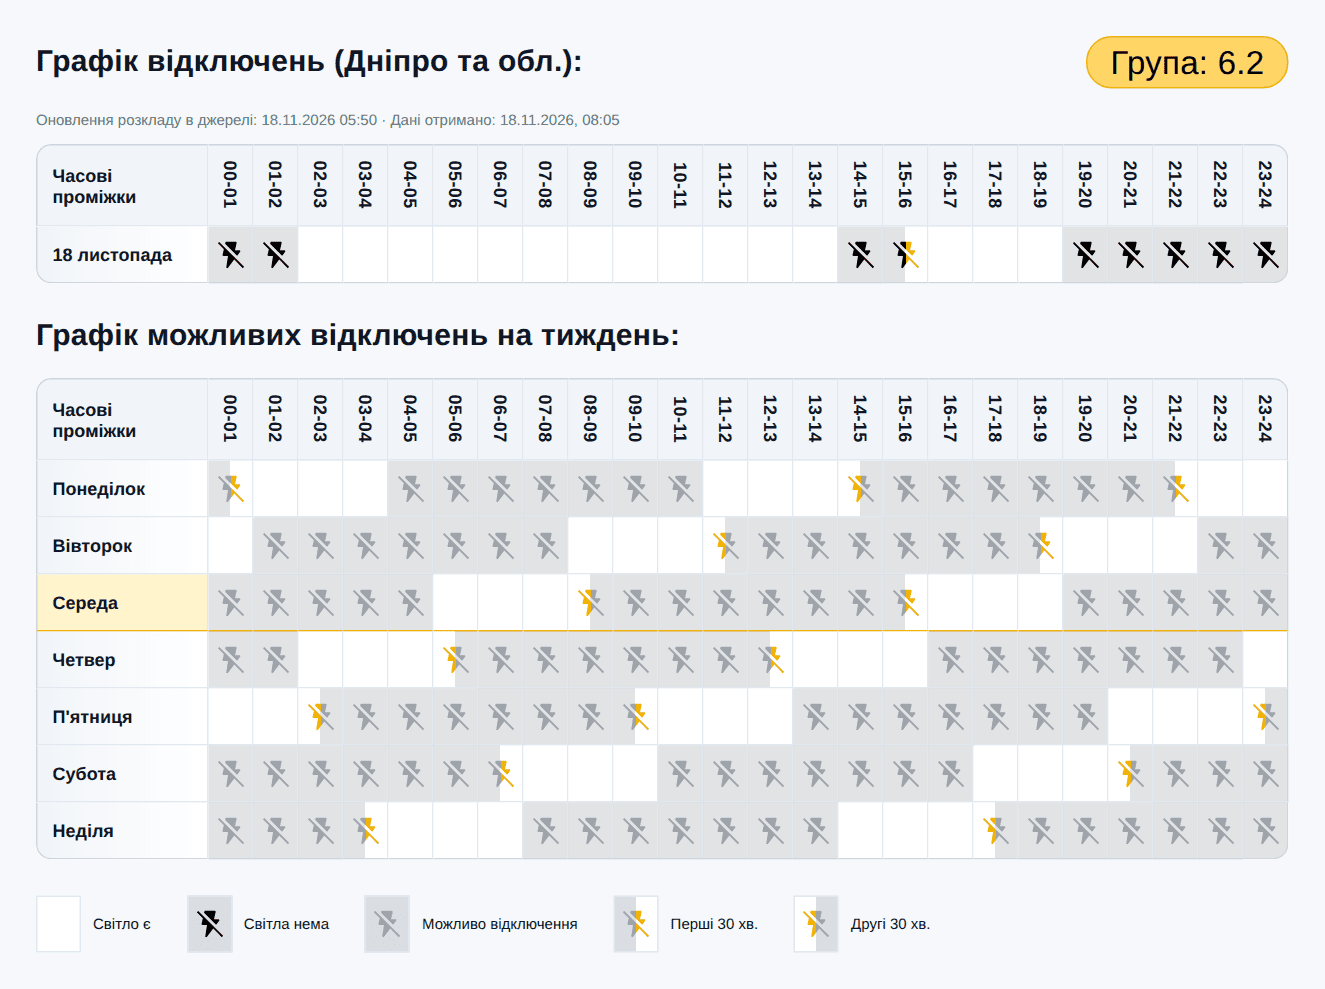 Графік відключень (Дніпро та обл.):
Група: 6.2
Оновлення розкладу в джерелі: 18.11.2026 05:50 · Дані отримано: 18.11.2026, 08:05
Часові проміжки 00-01 01-02 02-03 03-04 04-05 05-06 06-07 07-08 08-09 09-10 10-11 11-12 12-13 13-14 14-15 15-16 16-17 17-18 18-19 19-20 20-21 21-22 22-23 23-24
18 листопада
Графік можливих відключень на тиждень:
Часові проміжки 00-01 01-02 02-03 03-04 04-05 05-06 06-07 07-08 08-09 09-10 10-11 11-12 12-13 13-14 14-15 15-16 16-17 17-18 18-19 19-20 20-21 21-22 22-23 23-24
Понеділок
Вівторок
Середа
Четвер
П'ятниця
Субота
Неділя
Світло є Світла нема Можливо відключення Перші 30 хв. Другі 30 хв.